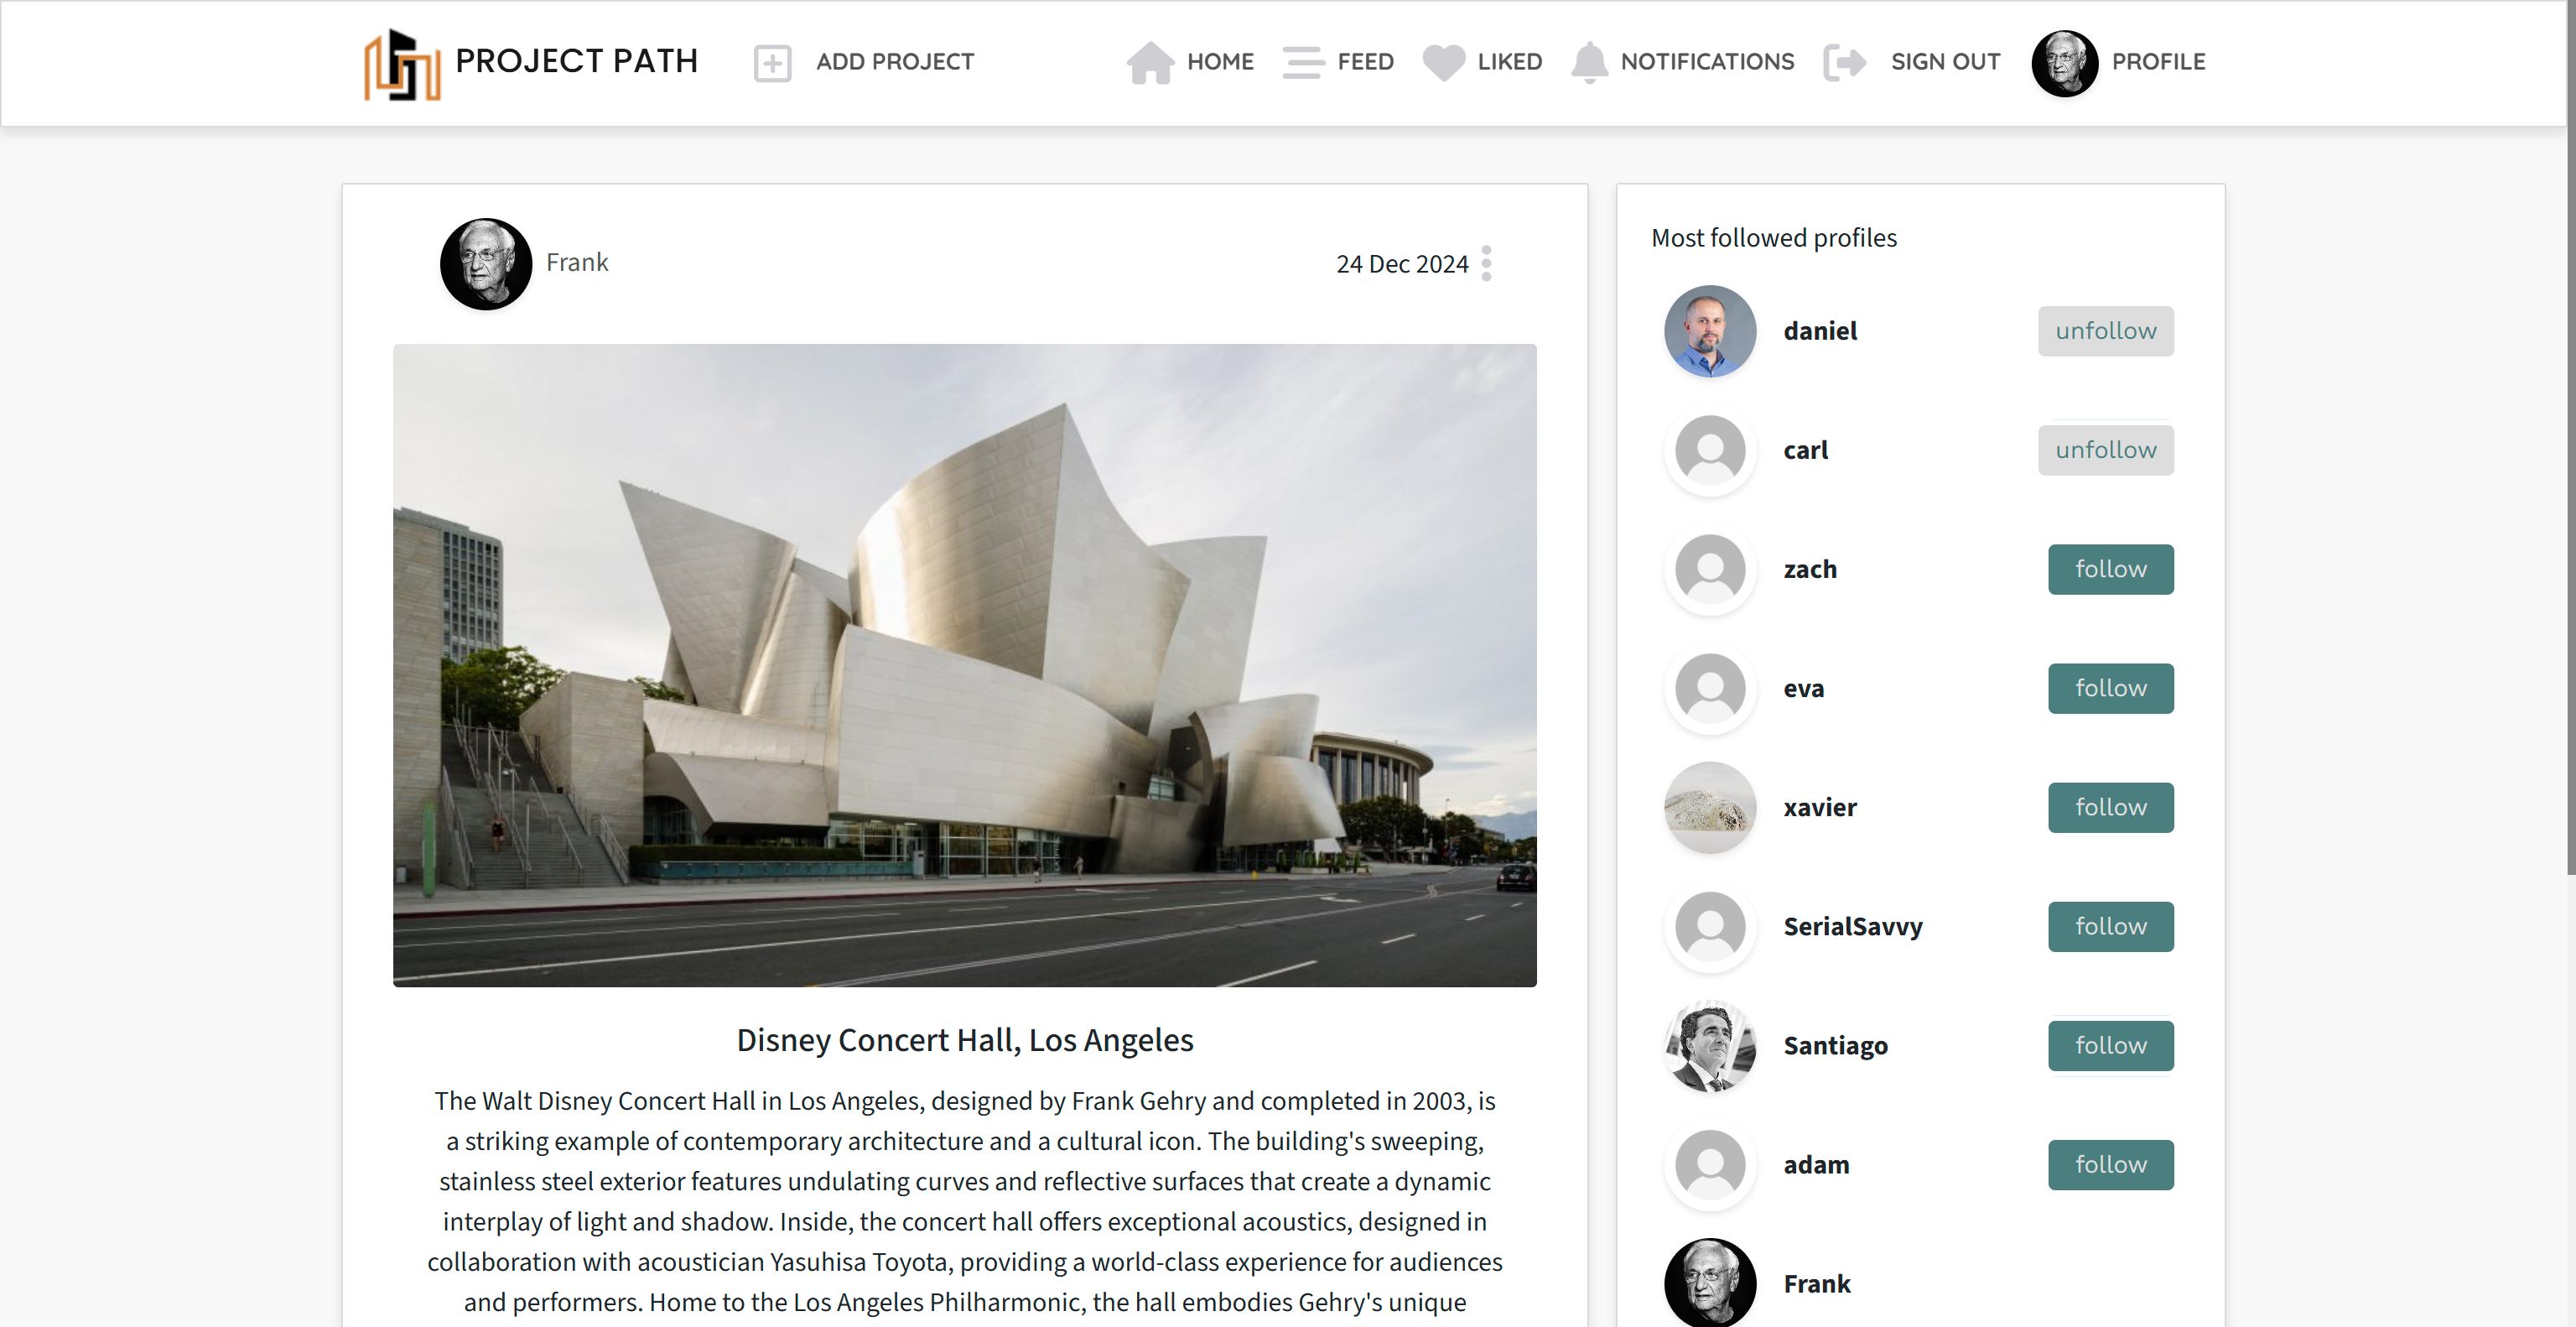 PROJECT PATH
ADD PROJECT
HOME
FEED
LIKED
NOTIFICATIONS
SIGN OUT
PROFILE
Frank
24 Dec 2024
Disney Concert Hall, Los Angeles
The Walt Disney Concert Hall in Los Angeles, designed by Frank Gehry and completed in 2003, is
a striking example of contemporary architecture and a cultural icon. The building's sweeping,
stainless steel exterior features undulating curves and reflective surfaces that create a dynamic
interplay of light and shadow. Inside, the concert hall offers exceptional acoustics, designed in
collaboration with acoustician Yasuhisa Toyota, providing a world-class experience for audiences
and performers. Home to the Los Angeles Philharmonic, the hall embodies Gehry's unique
Most followed profiles
daniel
unfollow
carl
unfollow
zach
follow
eva
follow
xavier
follow
SerialSavvy
follow
Santiago
follow
adam
follow
Frank